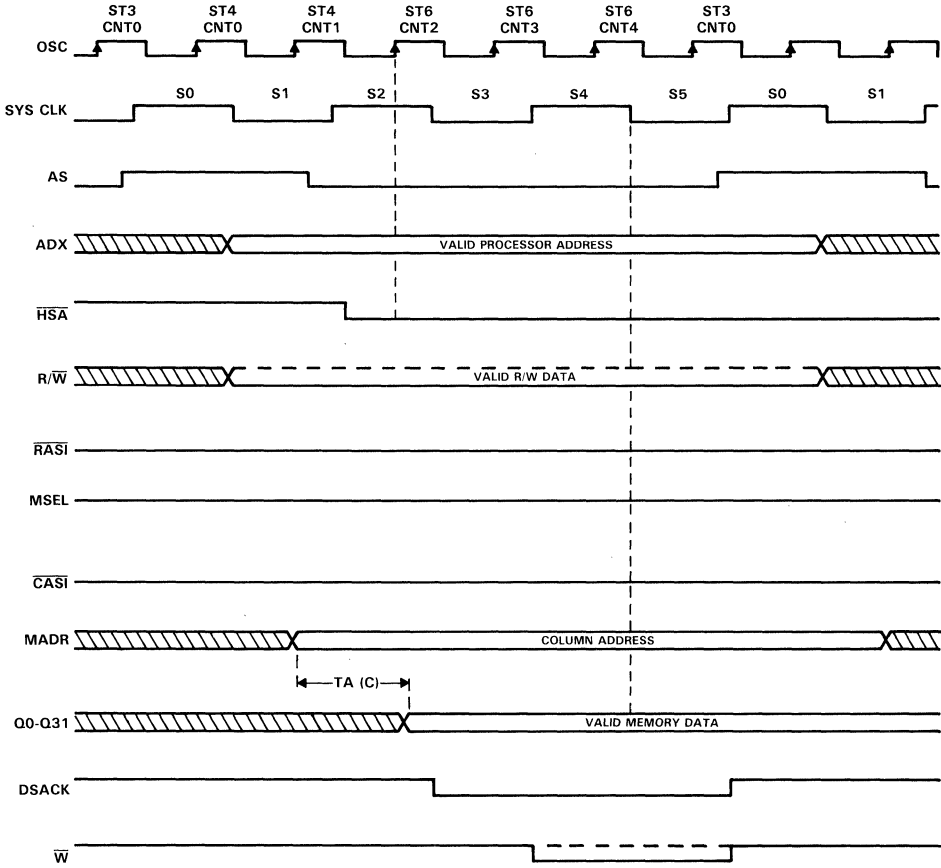 ST3 ST4 ST4 ST6 ST6 ST6 ST3
CNT0 CNT0 CNT1 CNT2 CNT3 CNT4 CNT0
OSC
S0 S1 S2 S3 S4 S5 S0 S1
SYS CLK
AS
ADX VALID PROCESSOR ADDRESS
HSA
R/W VALID R/W DATA
RASI
MSEL
CASI
MADR COLUMN ADDRESS
TA (C)
Q0-Q31 VALID MEMORY DATA
DSACK
W